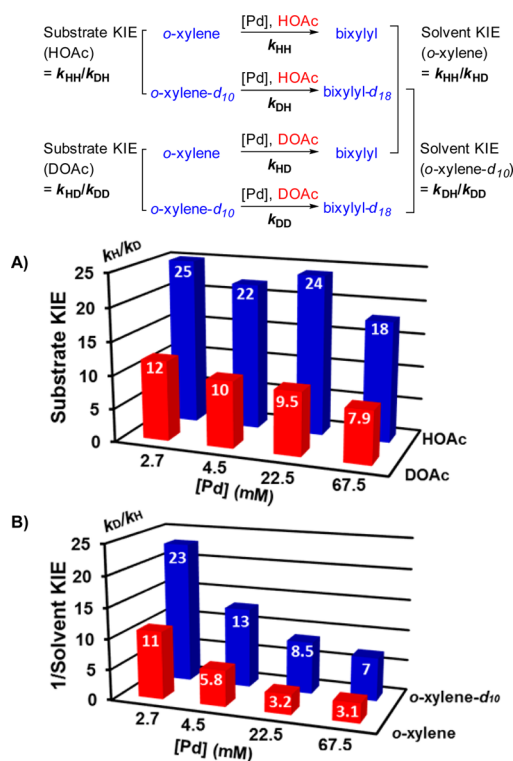 Substrate KIE
(HOAc)
= kHH/kDH
o-xylene
[Pd], HOAc
kHH
bixylyl
o-xylene-d10
[Pd], HOAc
kDH
bixylyl-d18
Solvent KIE
(o-xylene)
= kHH/kHD
Substrate KIE
(DOAc)
= kHD/kDD
o-xylene
[Pd], DOAc
kHD
bixylyl
o-xylene-d10
[Pd], DOAc
kDD
bixylyl-d18
Solvent KIE
(o-xylene-d10)
= kDH/kDD
A)
kH/kD
Substrate KIE
25
20
15
10
5
0
25
22
24
18
12
10
9.5
7.9
HOAc
DOAc
2.7
4.5
22.5
67.5
[Pd] (mM)
B)
kD/kH
1/Solvent KIE
25
20
15
10
5
0
23
13
8.5
7
11
5.8
3.2
3.1
o-xylene-d10
o-xylene
2.7
4.5
22.5
67.5
[Pd] (mM)